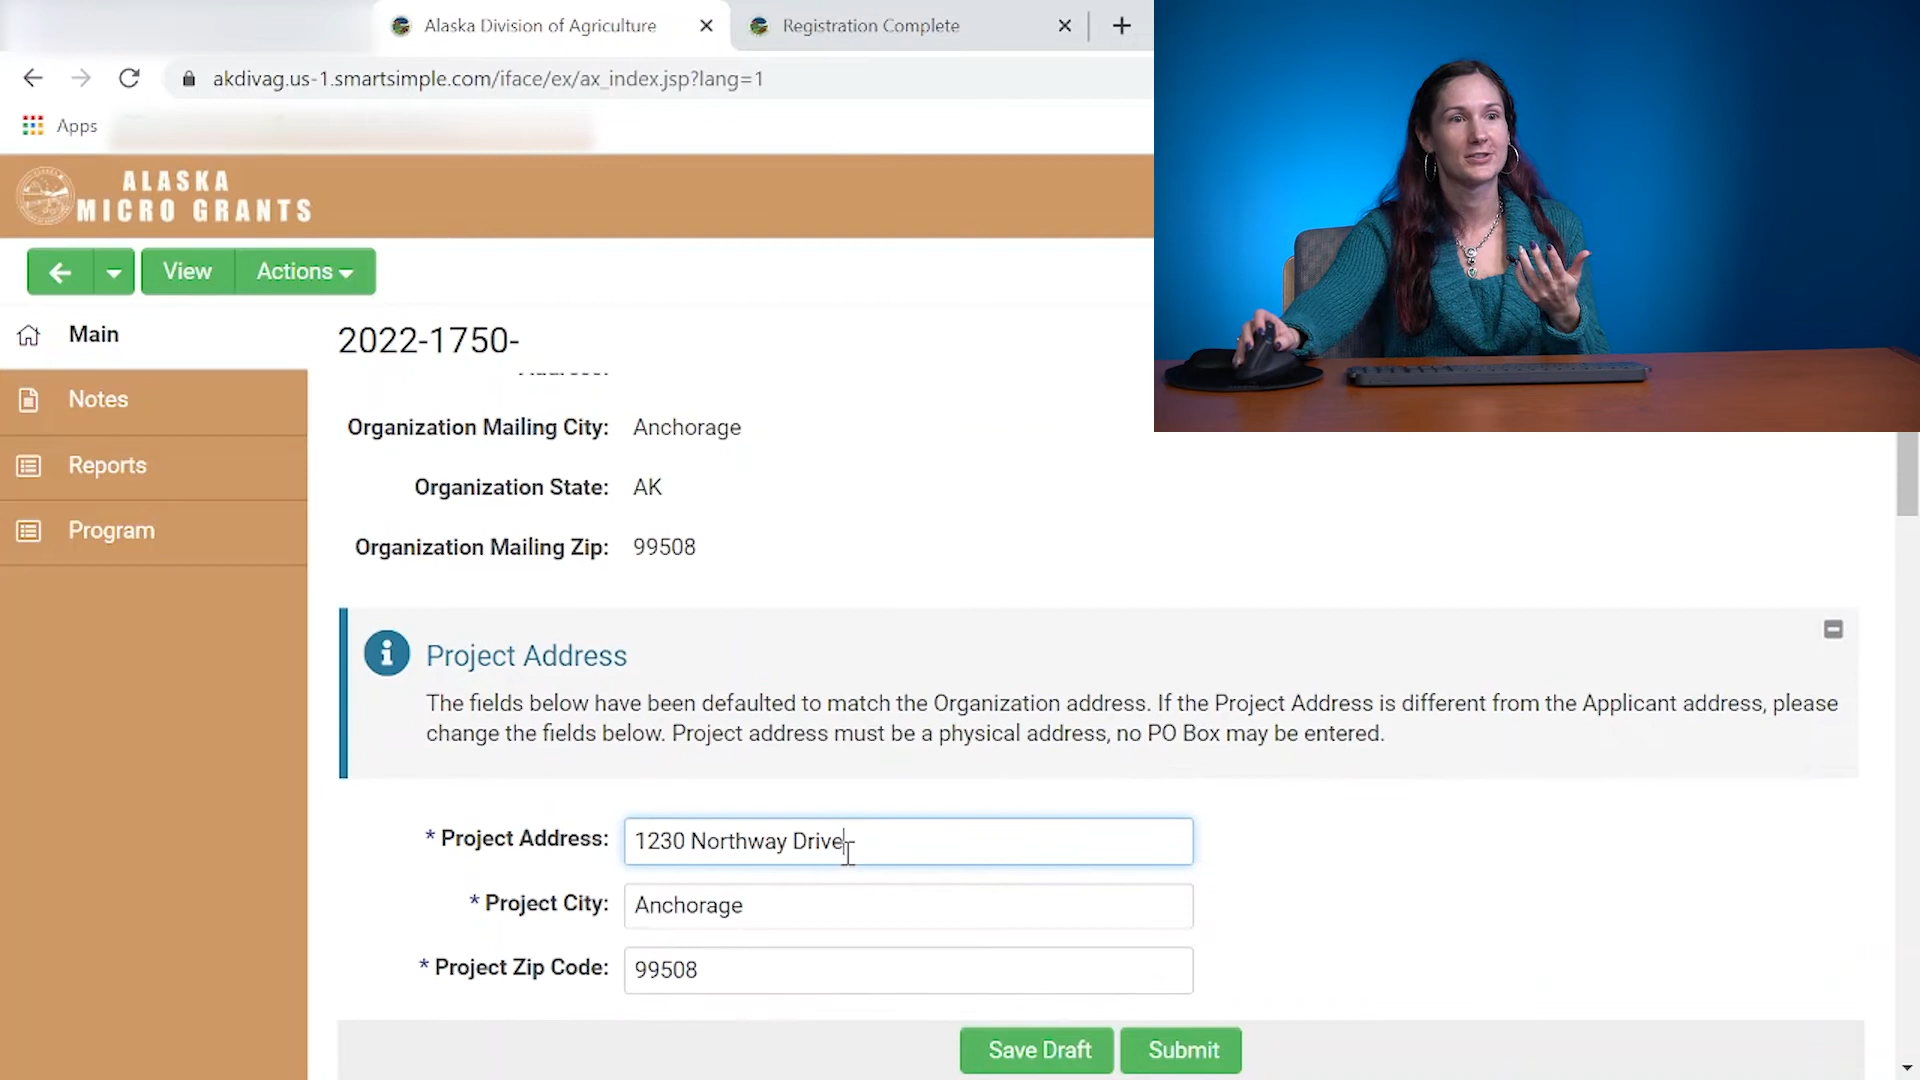 Alaska Division of Agriculture
Registration Complete
akdivag.us-1.smartsimple.com/iface/ex/ax_index.jsp?lang=1
Apps
ALASKA
MICRO GRANTS
View
Actions
Main
Notes
Reports
Program
2022-1750-
Organization Mailing City: Anchorage
Organization State: AK
Organization Mailing Zip: 99508
Project Address
The fields below have been defaulted to match the Organization address. If the Project Address is different from the Applicant address, please
change the fields below. Project address must be a physical address, no PO Box may be entered.
* Project Address: 1230 Northway Drive
* Project City: Anchorage
* Project Zip Code: 99508
Save Draft
Submit